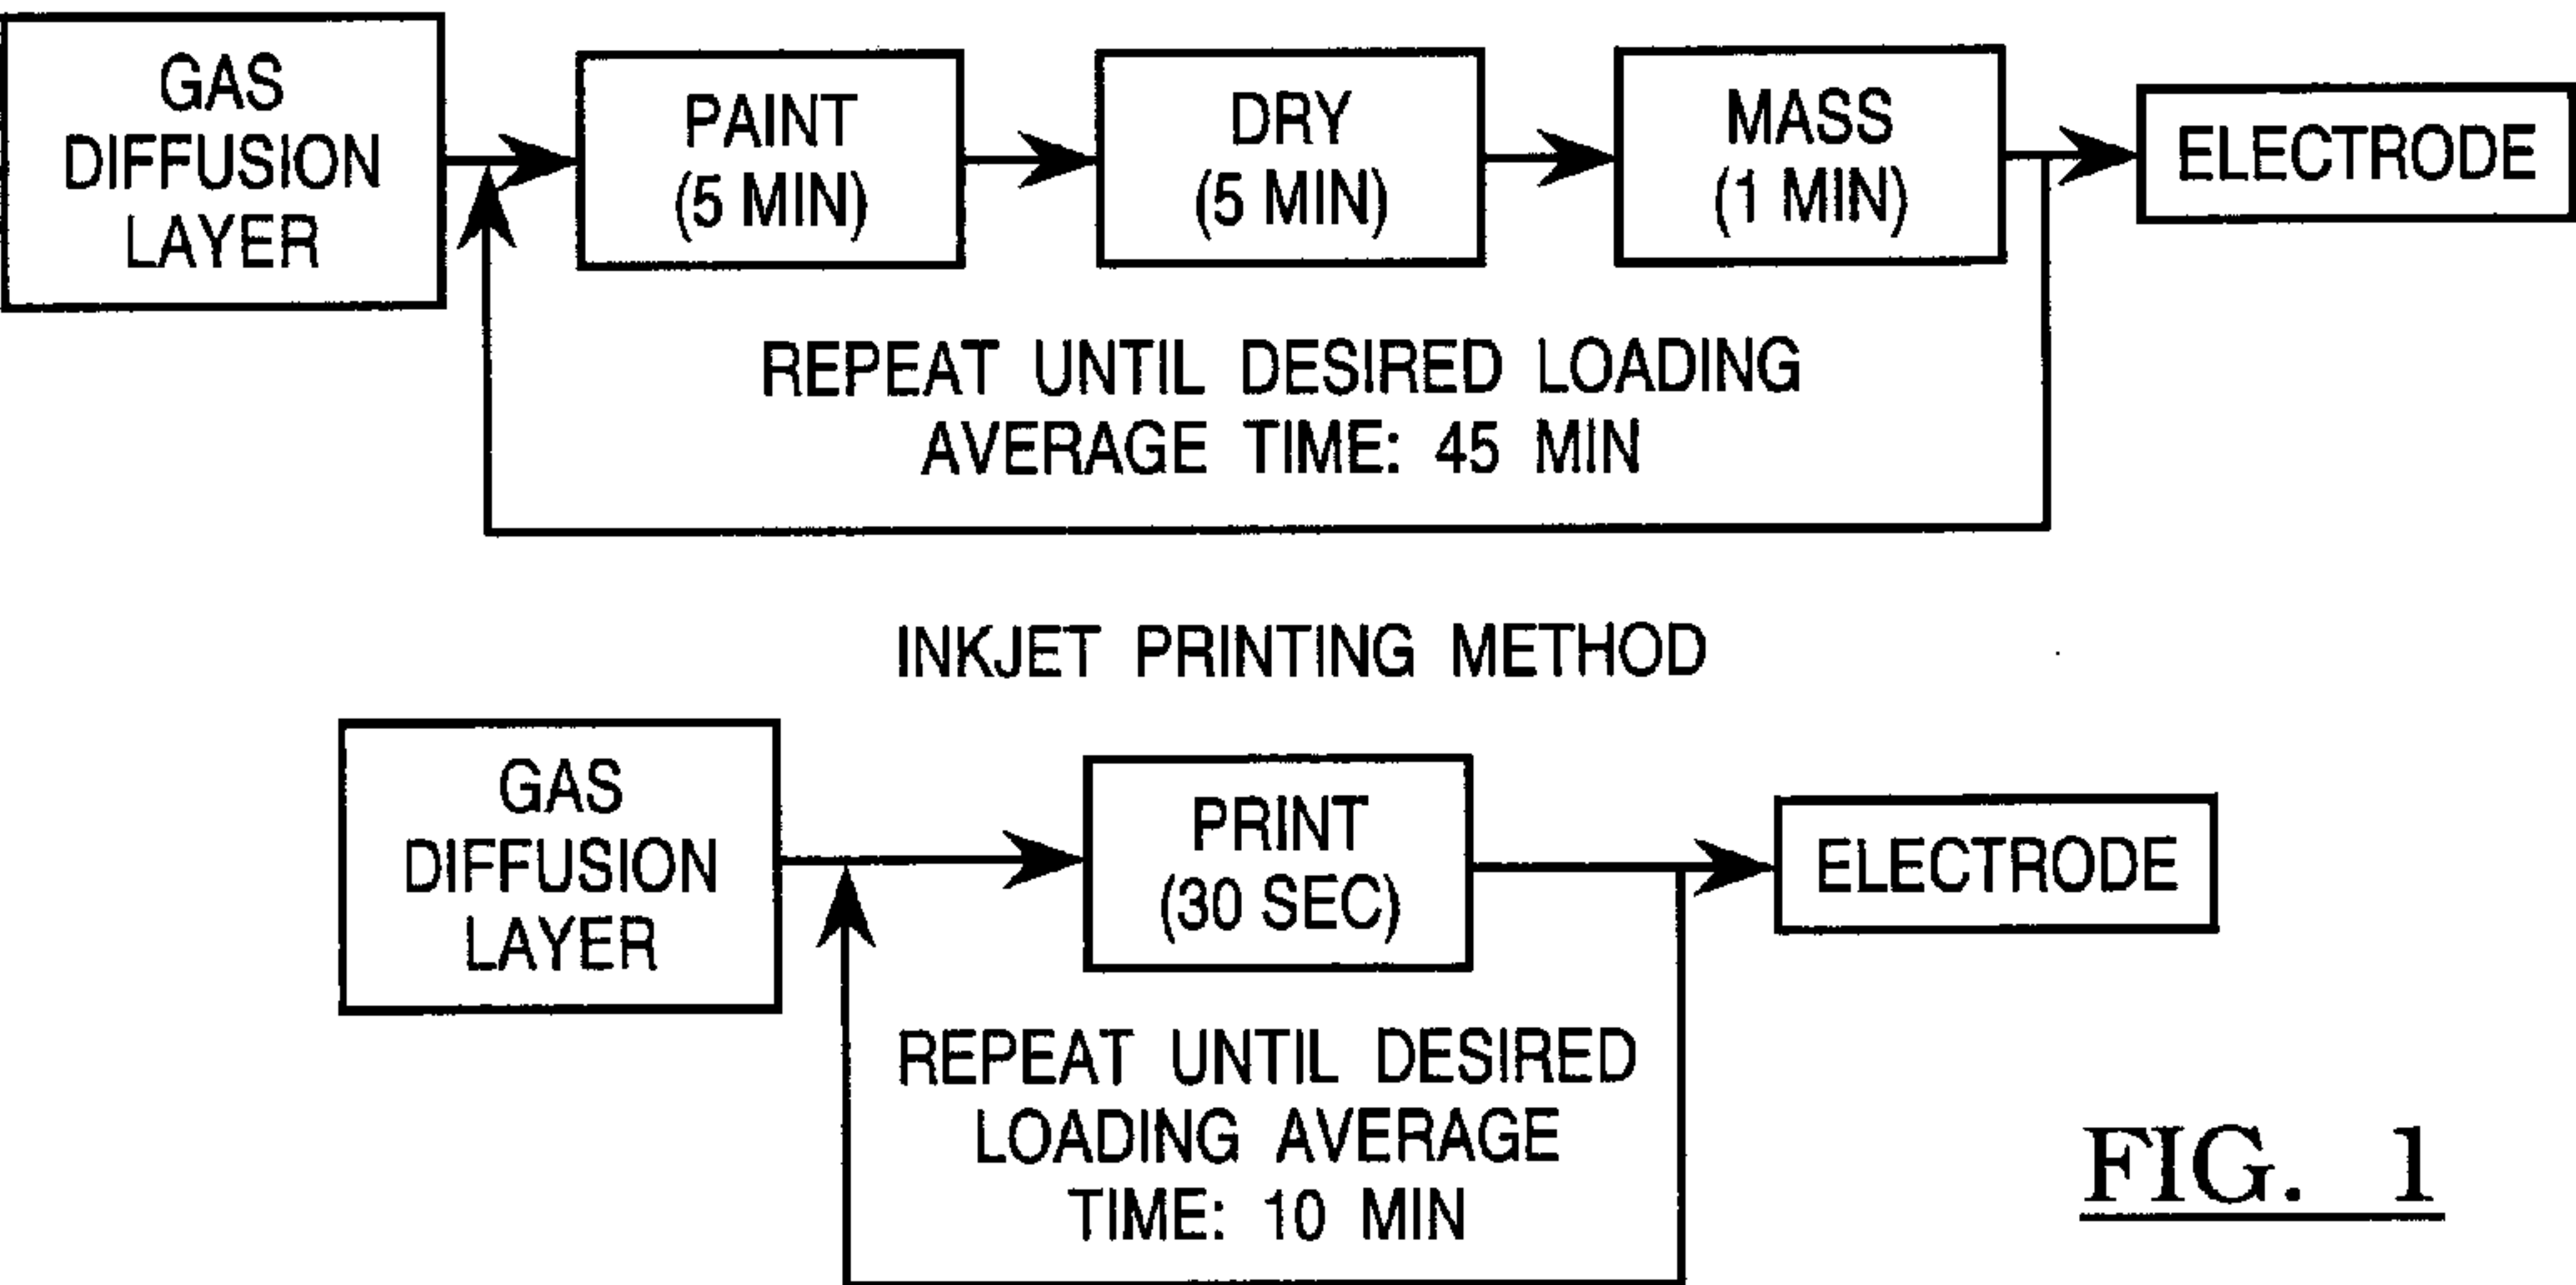 GAS
DIFFUSION
LAYER
PAINT
(5 MIN)
DRY
(5 MIN)
MASS
(1 MIN)
ELECTRODE
REPEAT UNTIL DESIRED LOADING
AVERAGE TIME: 45 MIN
INKJET PRINTING METHOD
GAS
DIFFUSION
LAYER
PRINT
(30 SEC)
ELECTRODE
REPEAT UNTIL DESIRED
LOADING AVERAGE
TIME: 10 MIN
FIG. 1